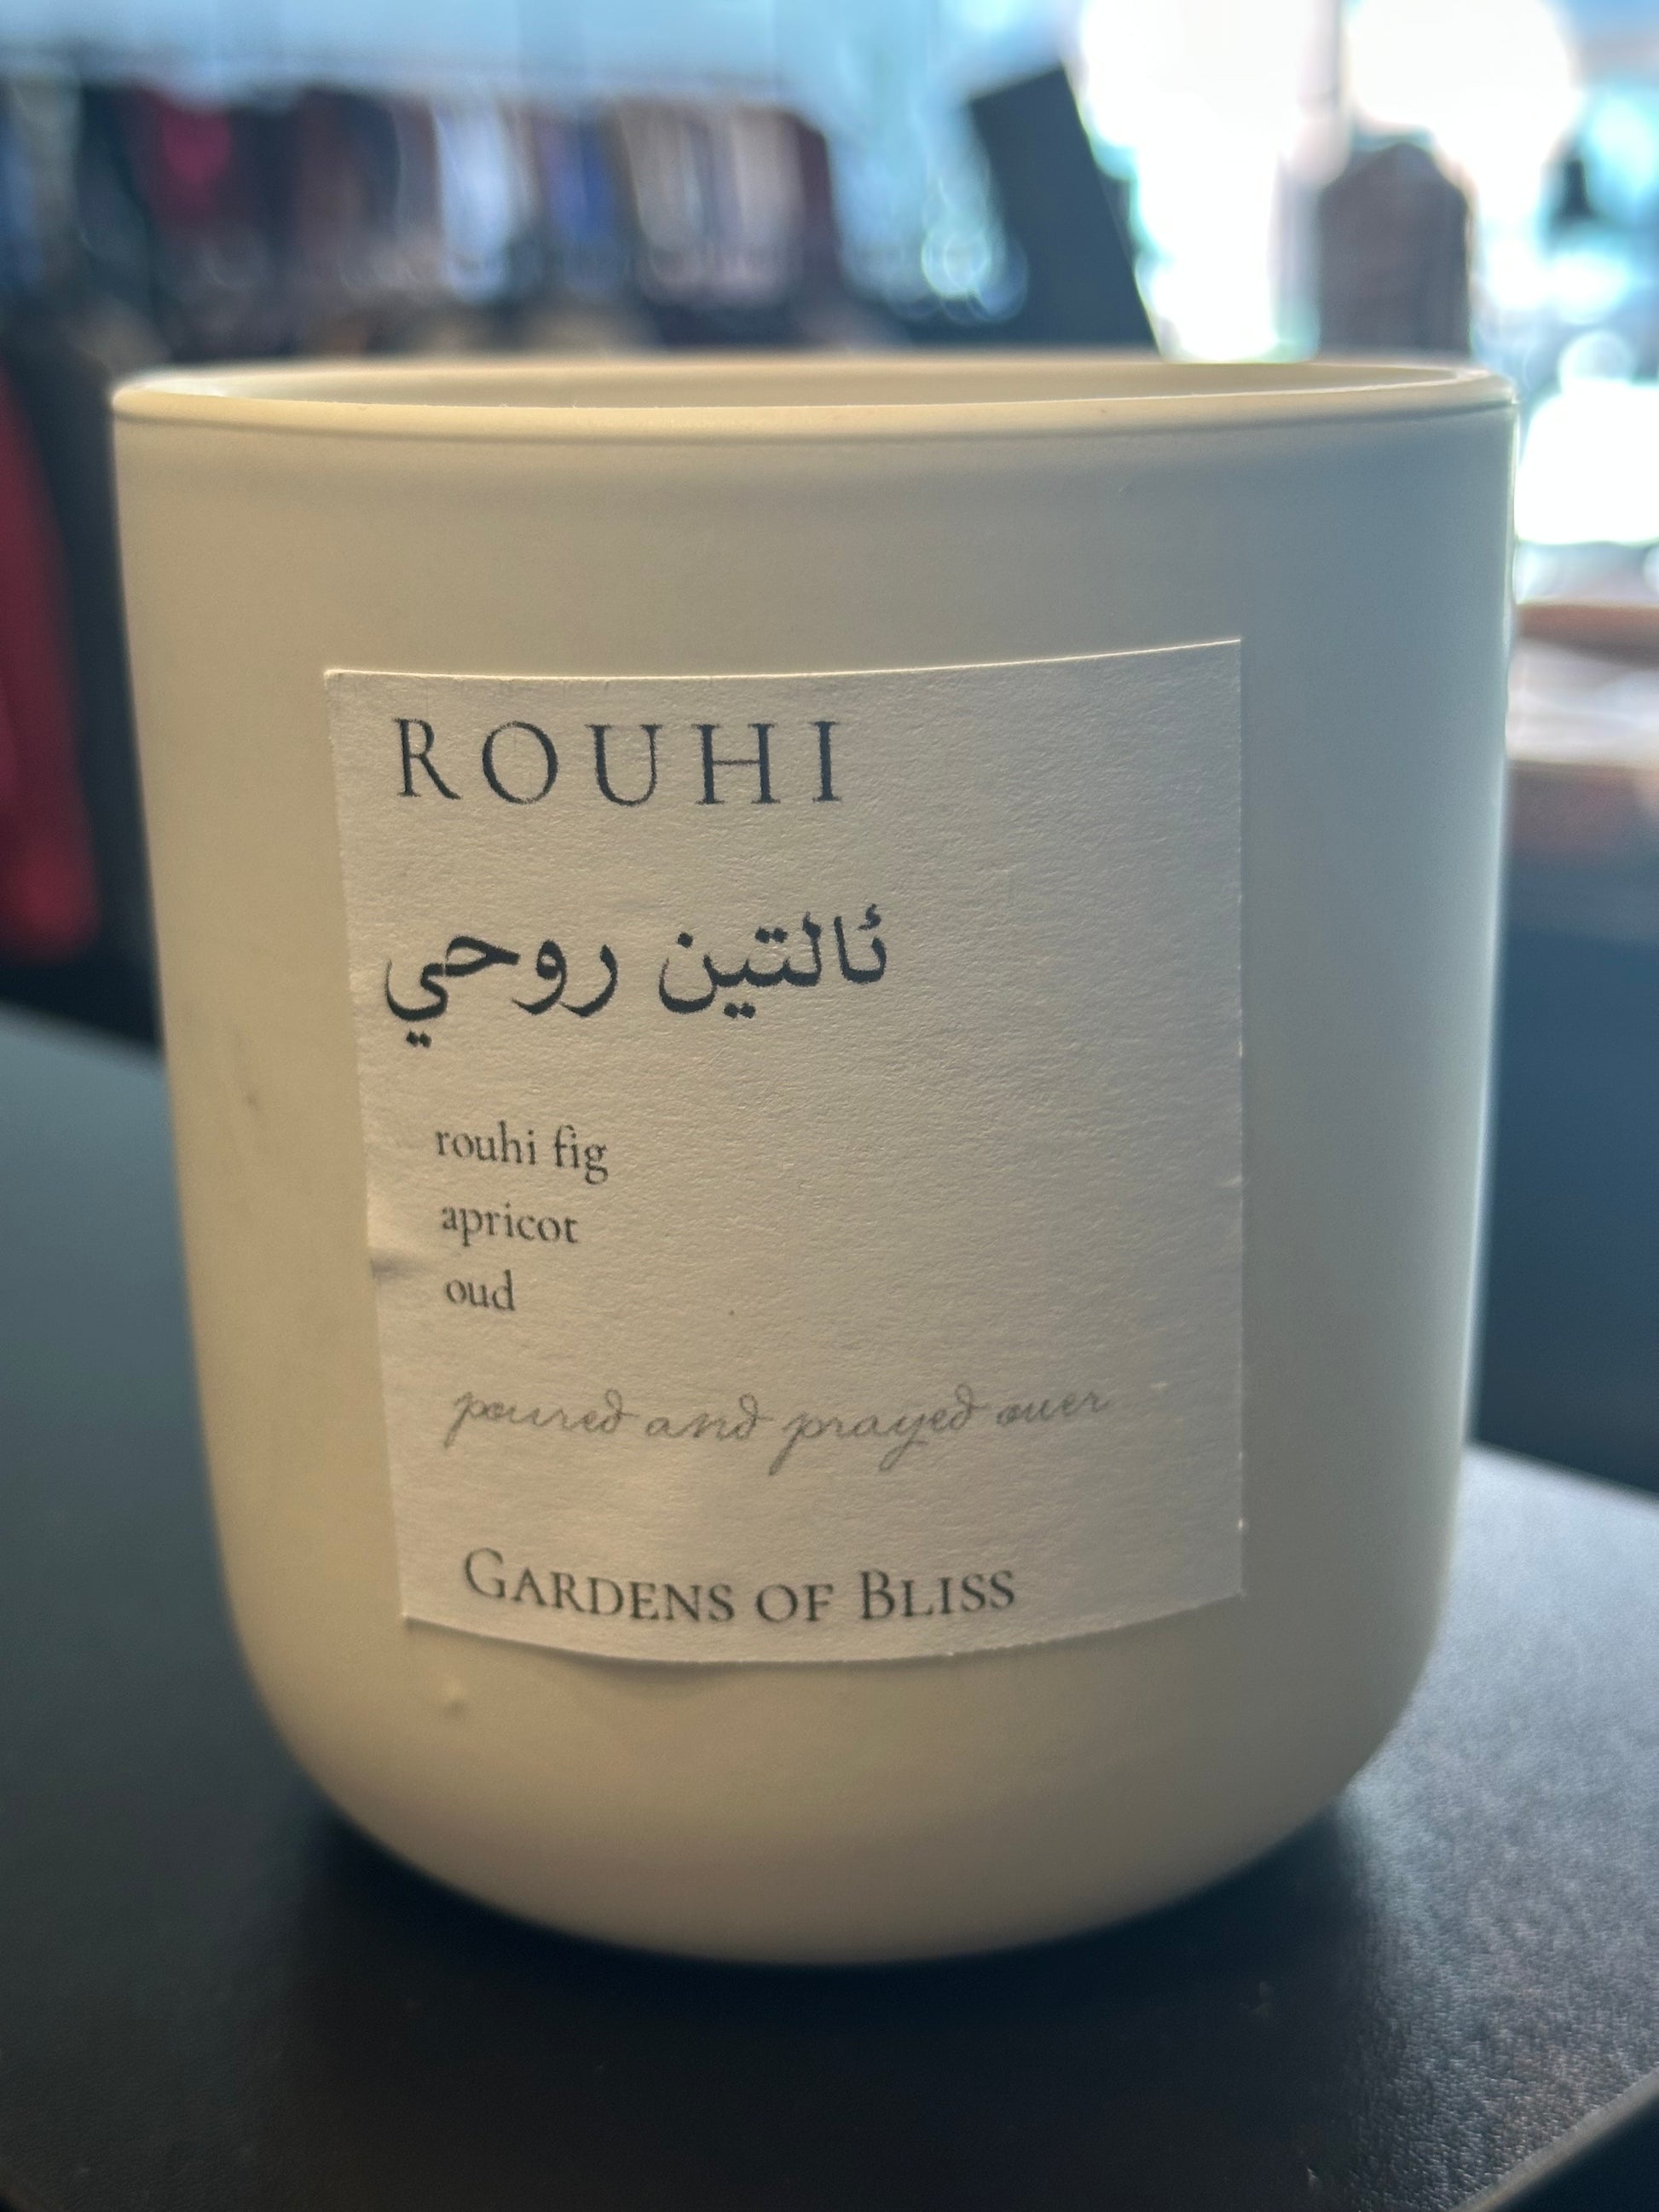 ROUHI
ئالتين روحي
rouhi fig
apricot
oud
poured and prayed over
GARDENS OF BLISS